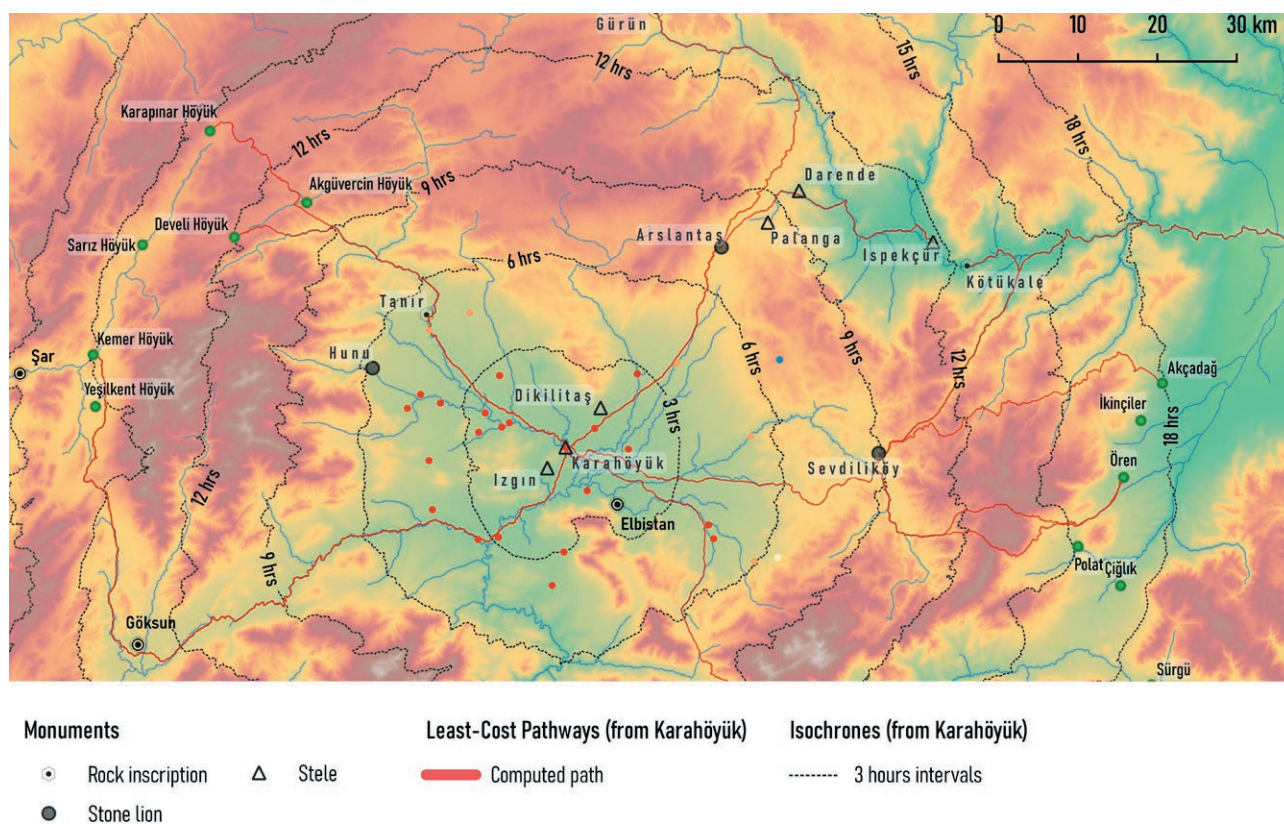 Gürün
0 10 20 30 km
12 hrs
15 hrs
18 hrs
Karapınar Höyük
12 hrs
9 hrs
Akgüvercin Höyük
Darende
Develi Höyük
Sarız Höyük
Arslantaş
Palanga
Ispekçür
6 hrs
Kötükale
Tanır
Kemer Höyük
Şar
Hunu
6 hrs
9 hrs
12 hrs
Akçadağ
Yeşilkent Höyük
Dikilitaş
3 hrs
İkinçiler
18 hrs
Karahöyük
Izgın
Sevdiliköy
Ören
12 hrs
Elbistan
9 hrs
Polat
Çığlık
Göksun
Sürgü
Monuments
Rock inscription
Stele
Stone lion
Least-Cost Pathways (from Karahöyük)
Computed path
Isochrones (from Karahöyük)
3 hours intervals